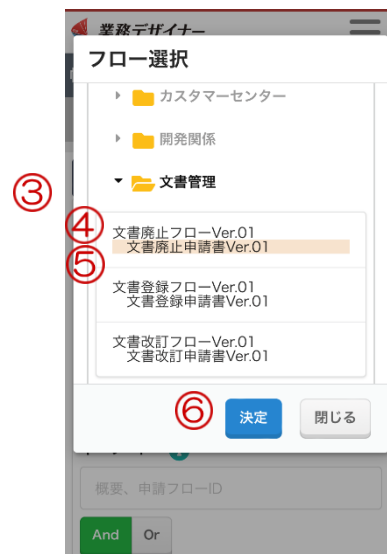 業務デザイナー
フロー選択
カスタマーセンター
開発関係
③
文書管理
④
文書廃止フローVer.01
⑤
文書廃止申請書Ver.01
文書登録フローVer.01
文書登録申請書Ver.01
文書改訂フローVer.01
文書改訂申請書Ver.01
⑥
決定
閉じる
概要、申請フローID
And
Or